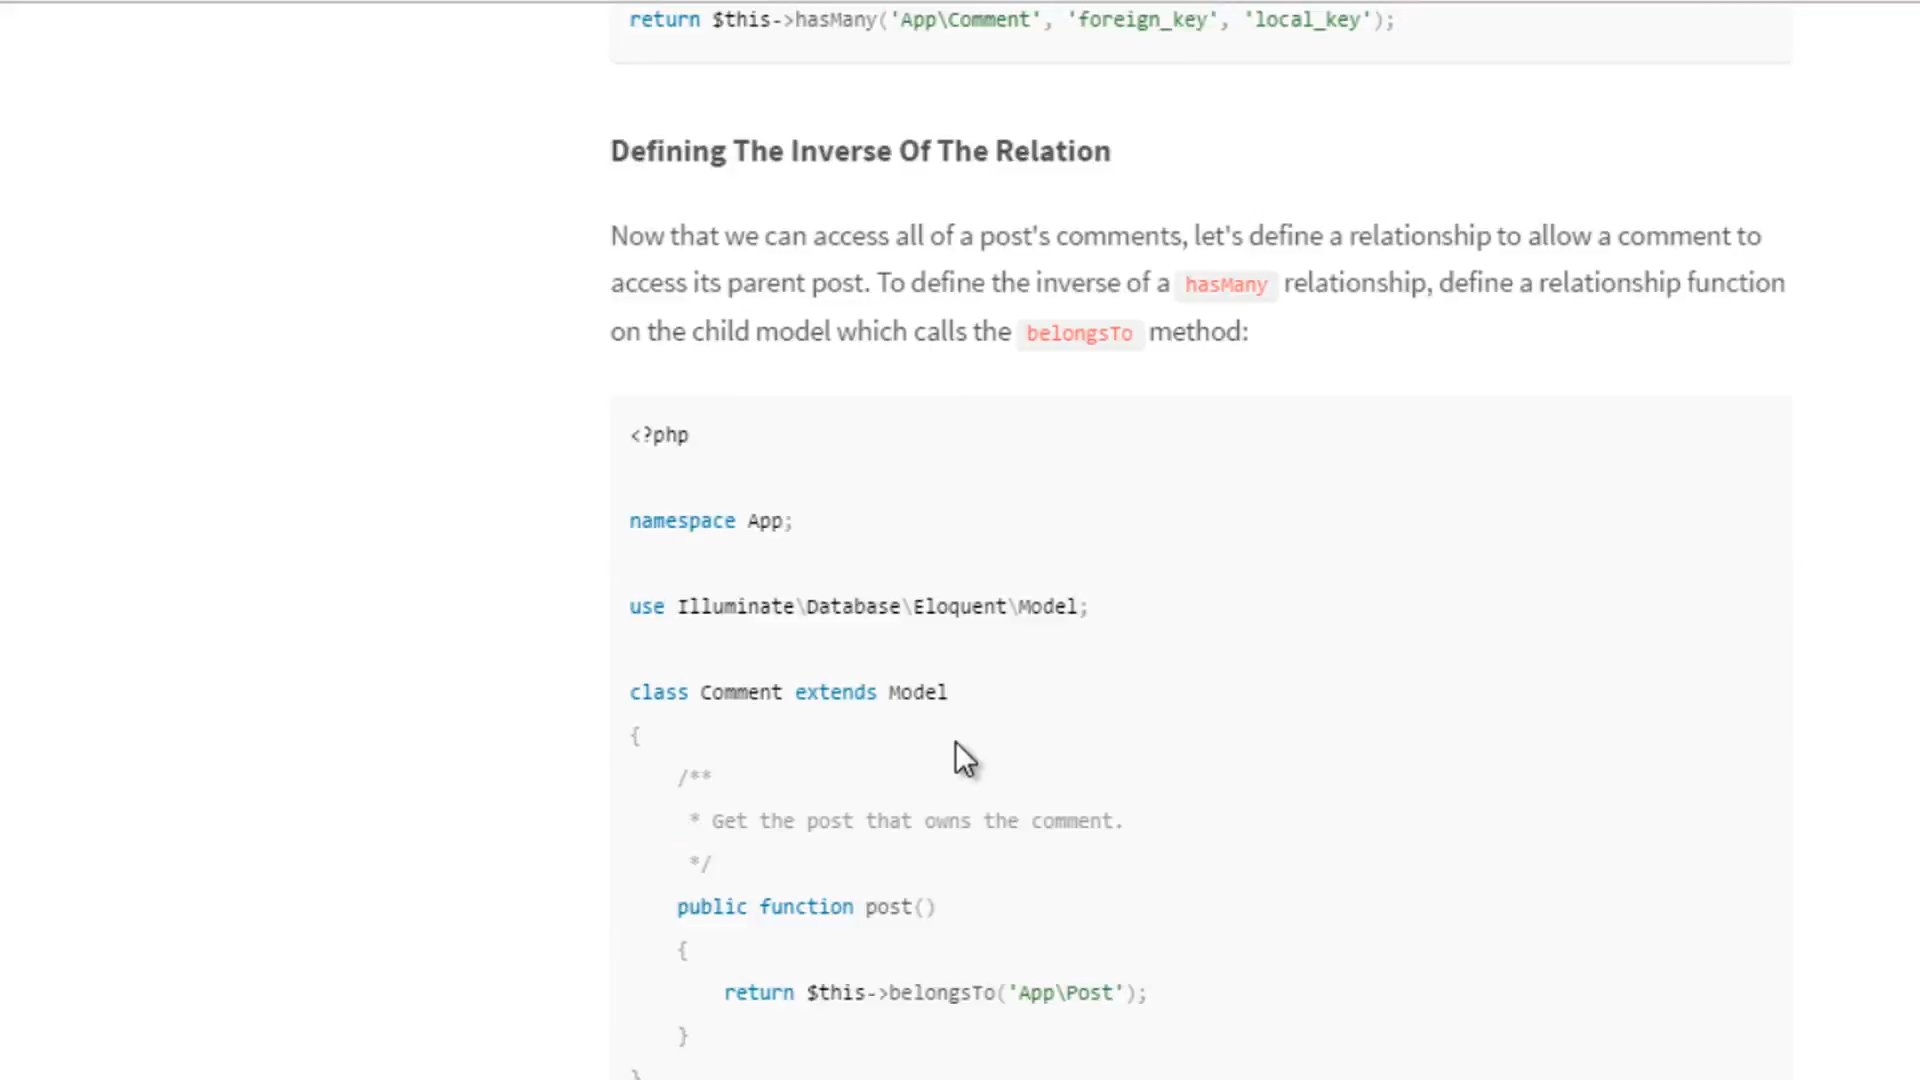 return $this->hasMany('App\Comment', 'foreign_key', 'local_key');
Defining The Inverse Of The Relation
Now that we can access all of a post's comments, let's define a relationship to allow a comment to
access its parent post. To define the inverse of a hasMany relationship, define a relationship function
on the child model which calls the belongsTo method:
<?php
namespace App;
use Illuminate\Database\Eloquent\Model;
class Comment extends Model
{
/**
* Get the post that owns the comment.
*/
public function post()
{
return $this->belongsTo('App\Post');
}
}